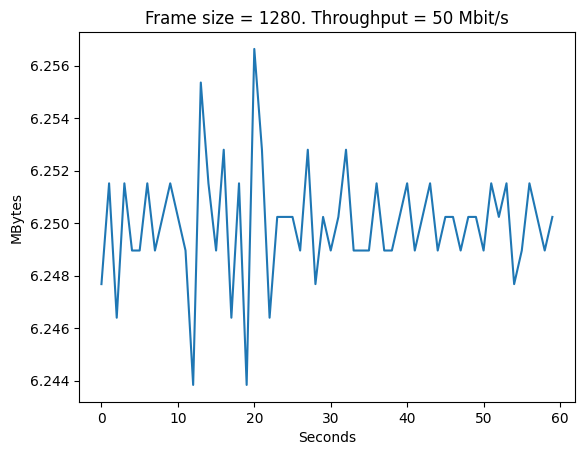 Frame size = 1280. Throughput = 50 Mbit/s
6.256
6.254
6.252
6.250
6.248
6.246
6.244
MBytes
0 10 20 30 40 50 60
Seconds